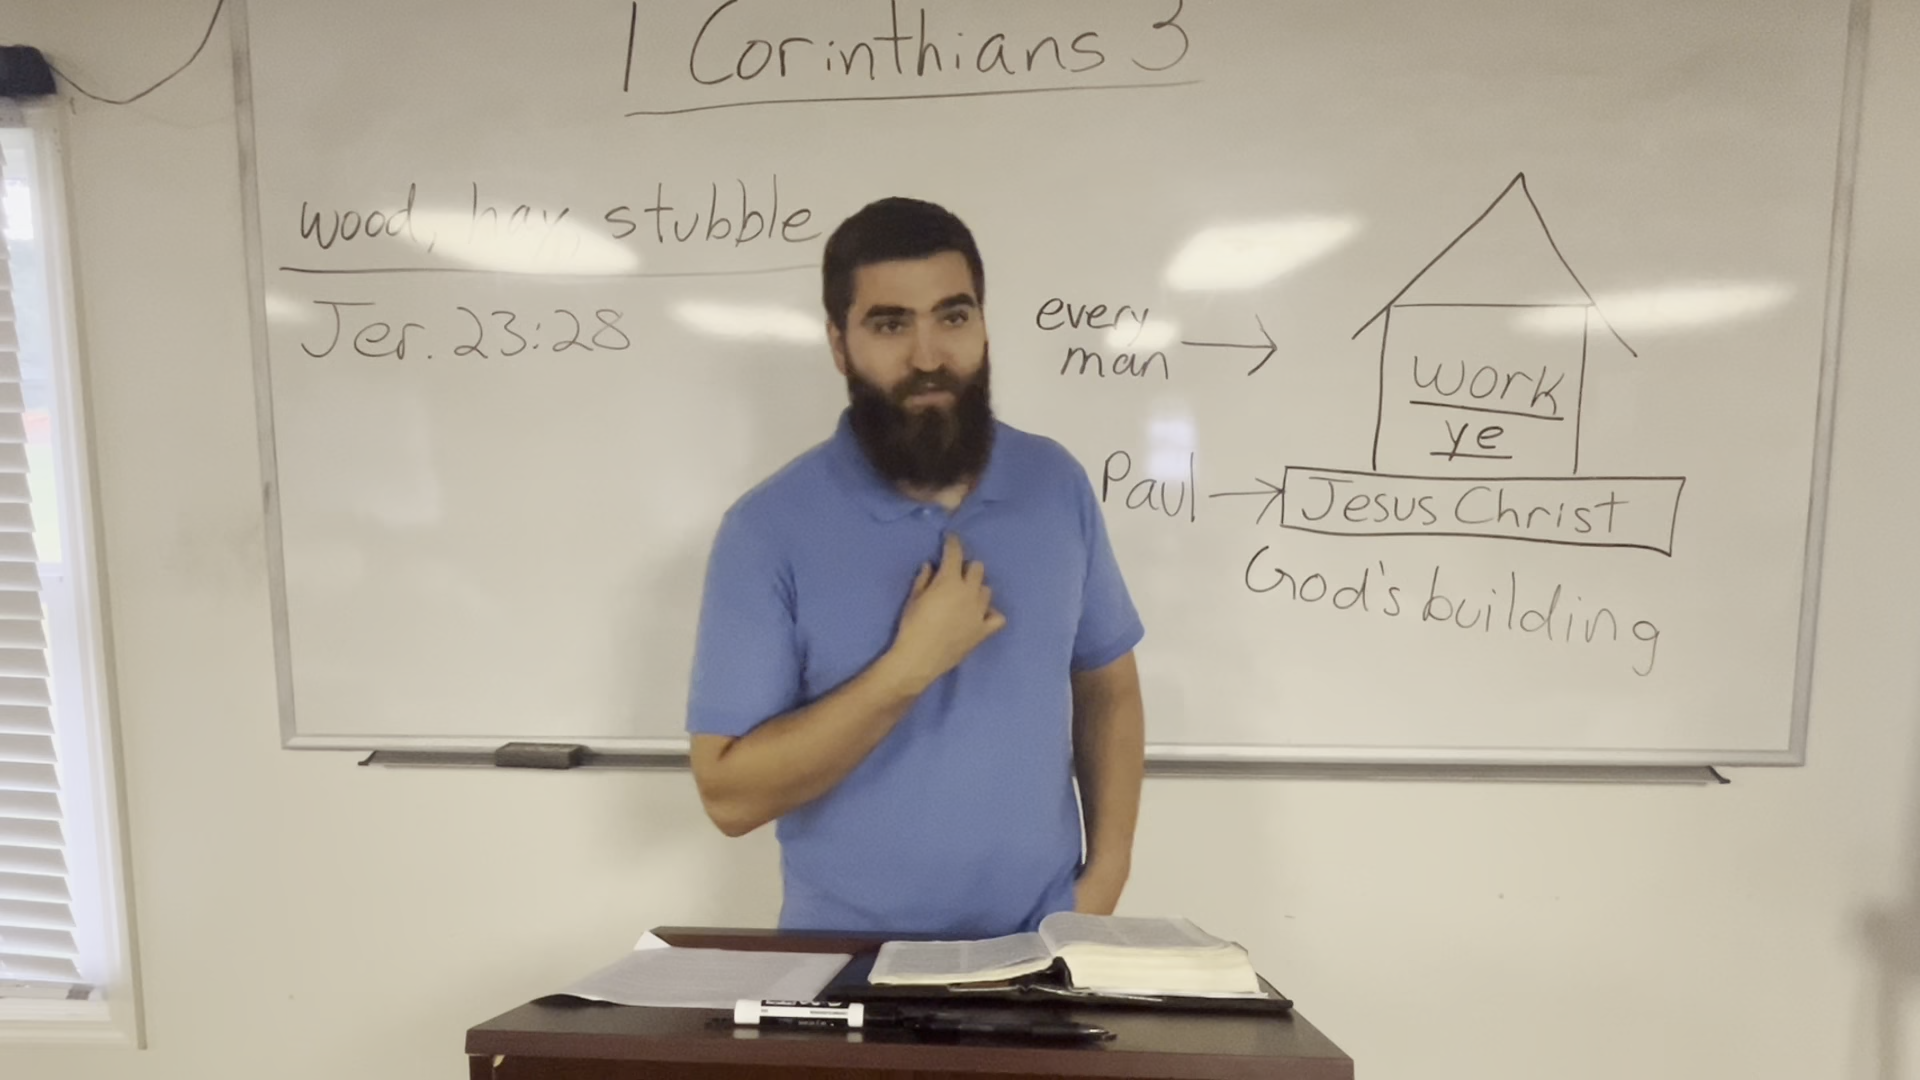 1 Corinthians 3
wood, hay, stubble
Jer. 23:28
every
man
work
ye
Paul
Jesus Christ
God's building